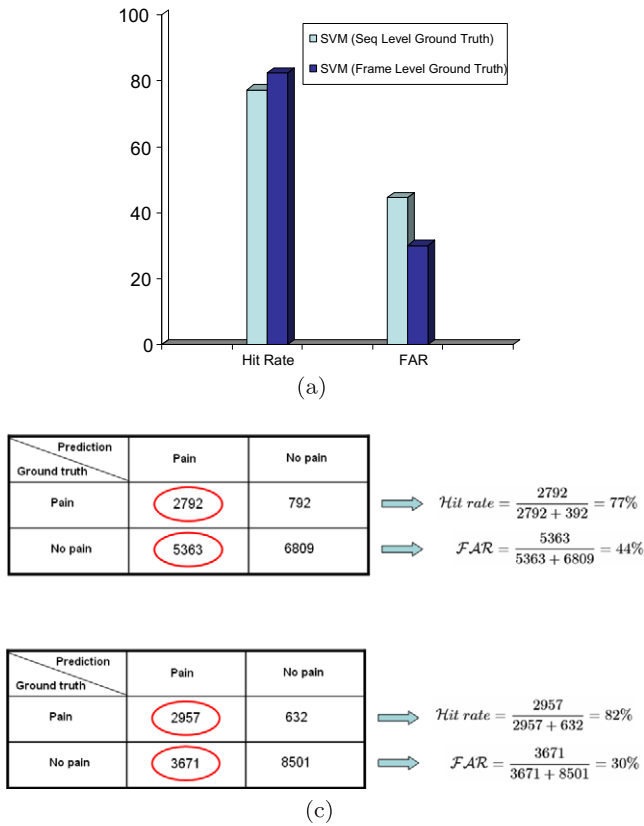 100
80
60
40
20
0
SVM (Seq Level Ground Truth)
SVM (Frame Level Ground Truth)
Hit Rate FAR
(a)
Prediction
Ground truth
Pain
No pain
Pain 2792 792
No pain 5363 6809
Hit rate = 2792 / (2792 + 392) = 77%
FAR = 5363 / (5363 + 6809) = 44%
Prediction
Ground truth
Pain
No pain
Pain 2957 632
No pain 3671 8501
Hit rate = 2957 / (2957 + 632) = 82%
FAR = 3671 / (3671 + 8501) = 30%
(c)